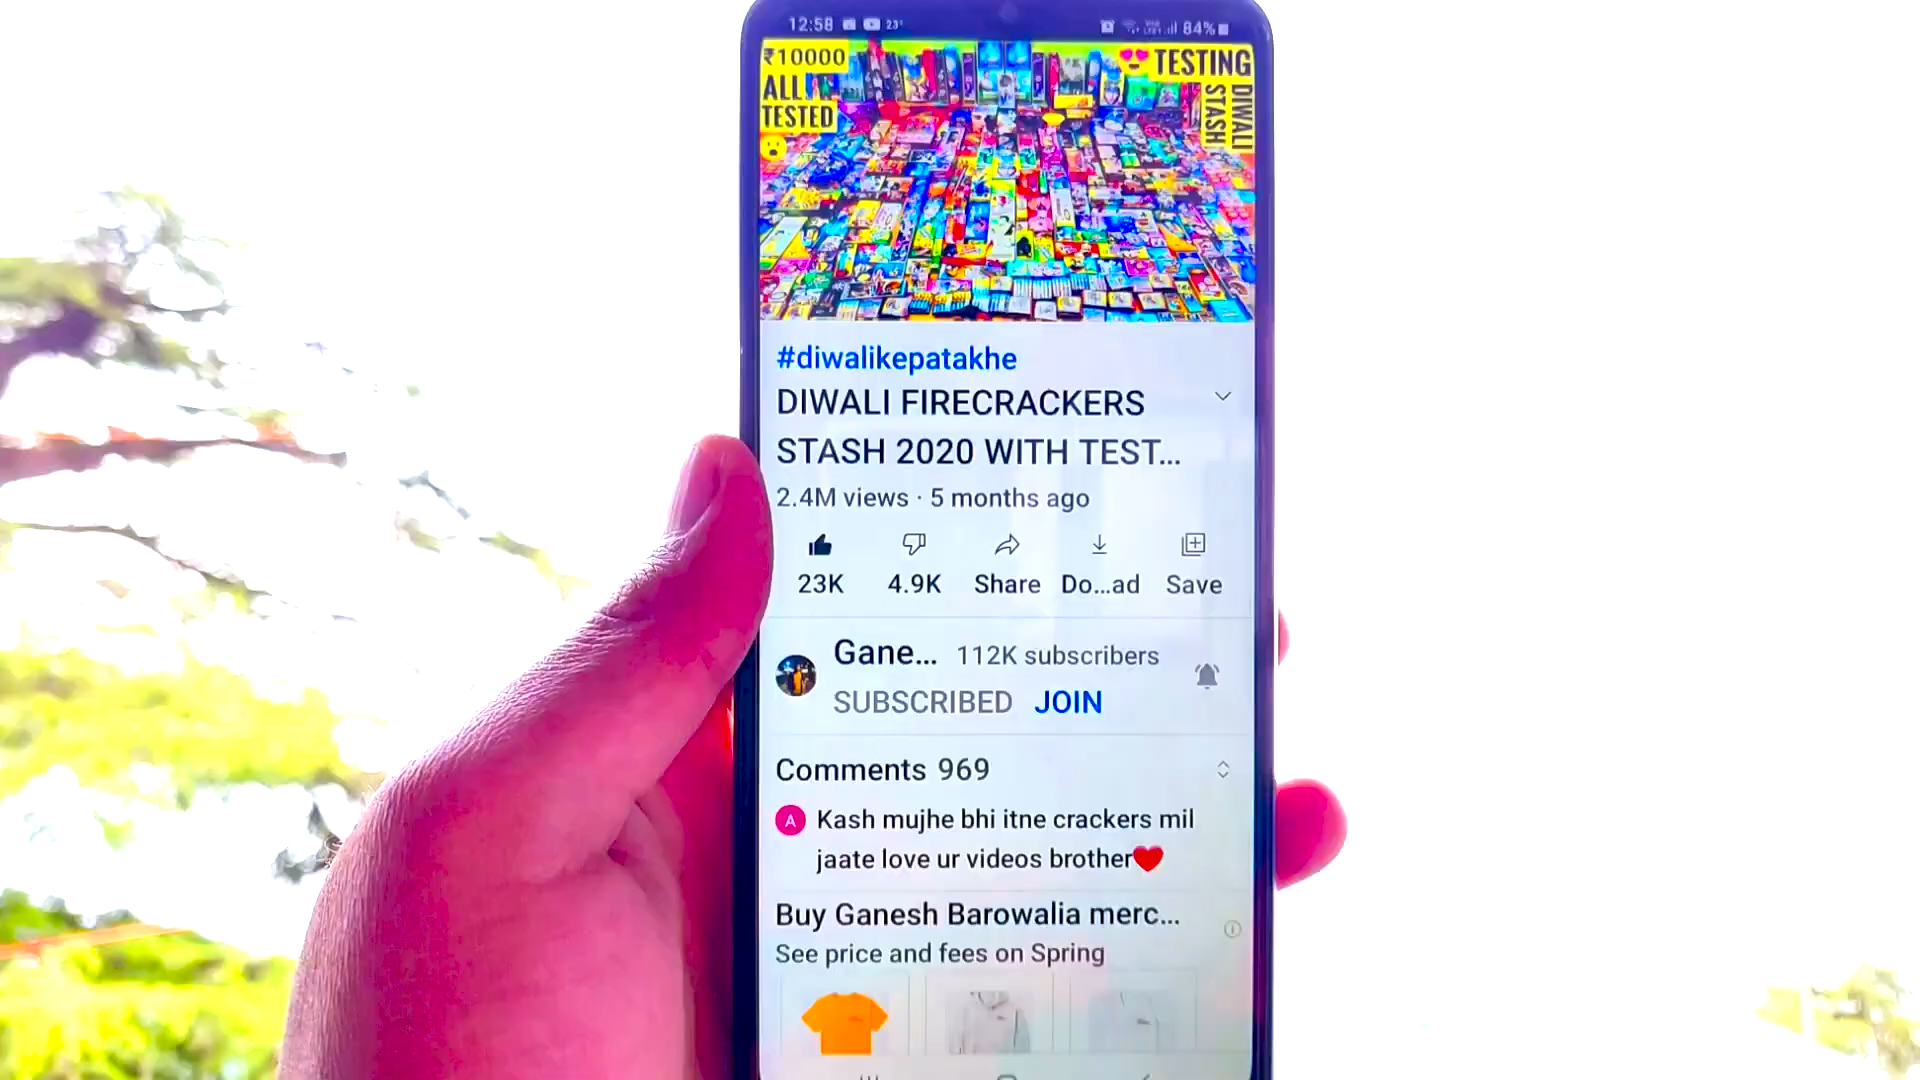 12:58 23°
84%
₹10000
ALL
TESTED
TESTING
DIWALI
STASH
#diwalikepatakhe
DIWALI FIRECRACKERS
STASH 2020 WITH TEST...
2.4M views · 5 months ago
23K 4.9K Share Do...ad Save
Gane... 112K subscribers
SUBSCRIBED JOIN
Comments 969
A Kash mujhe bhi itne crackers mil
jaate love ur videos brother❤️
Buy Ganesh Barowalia merc...
See price and fees on Spring